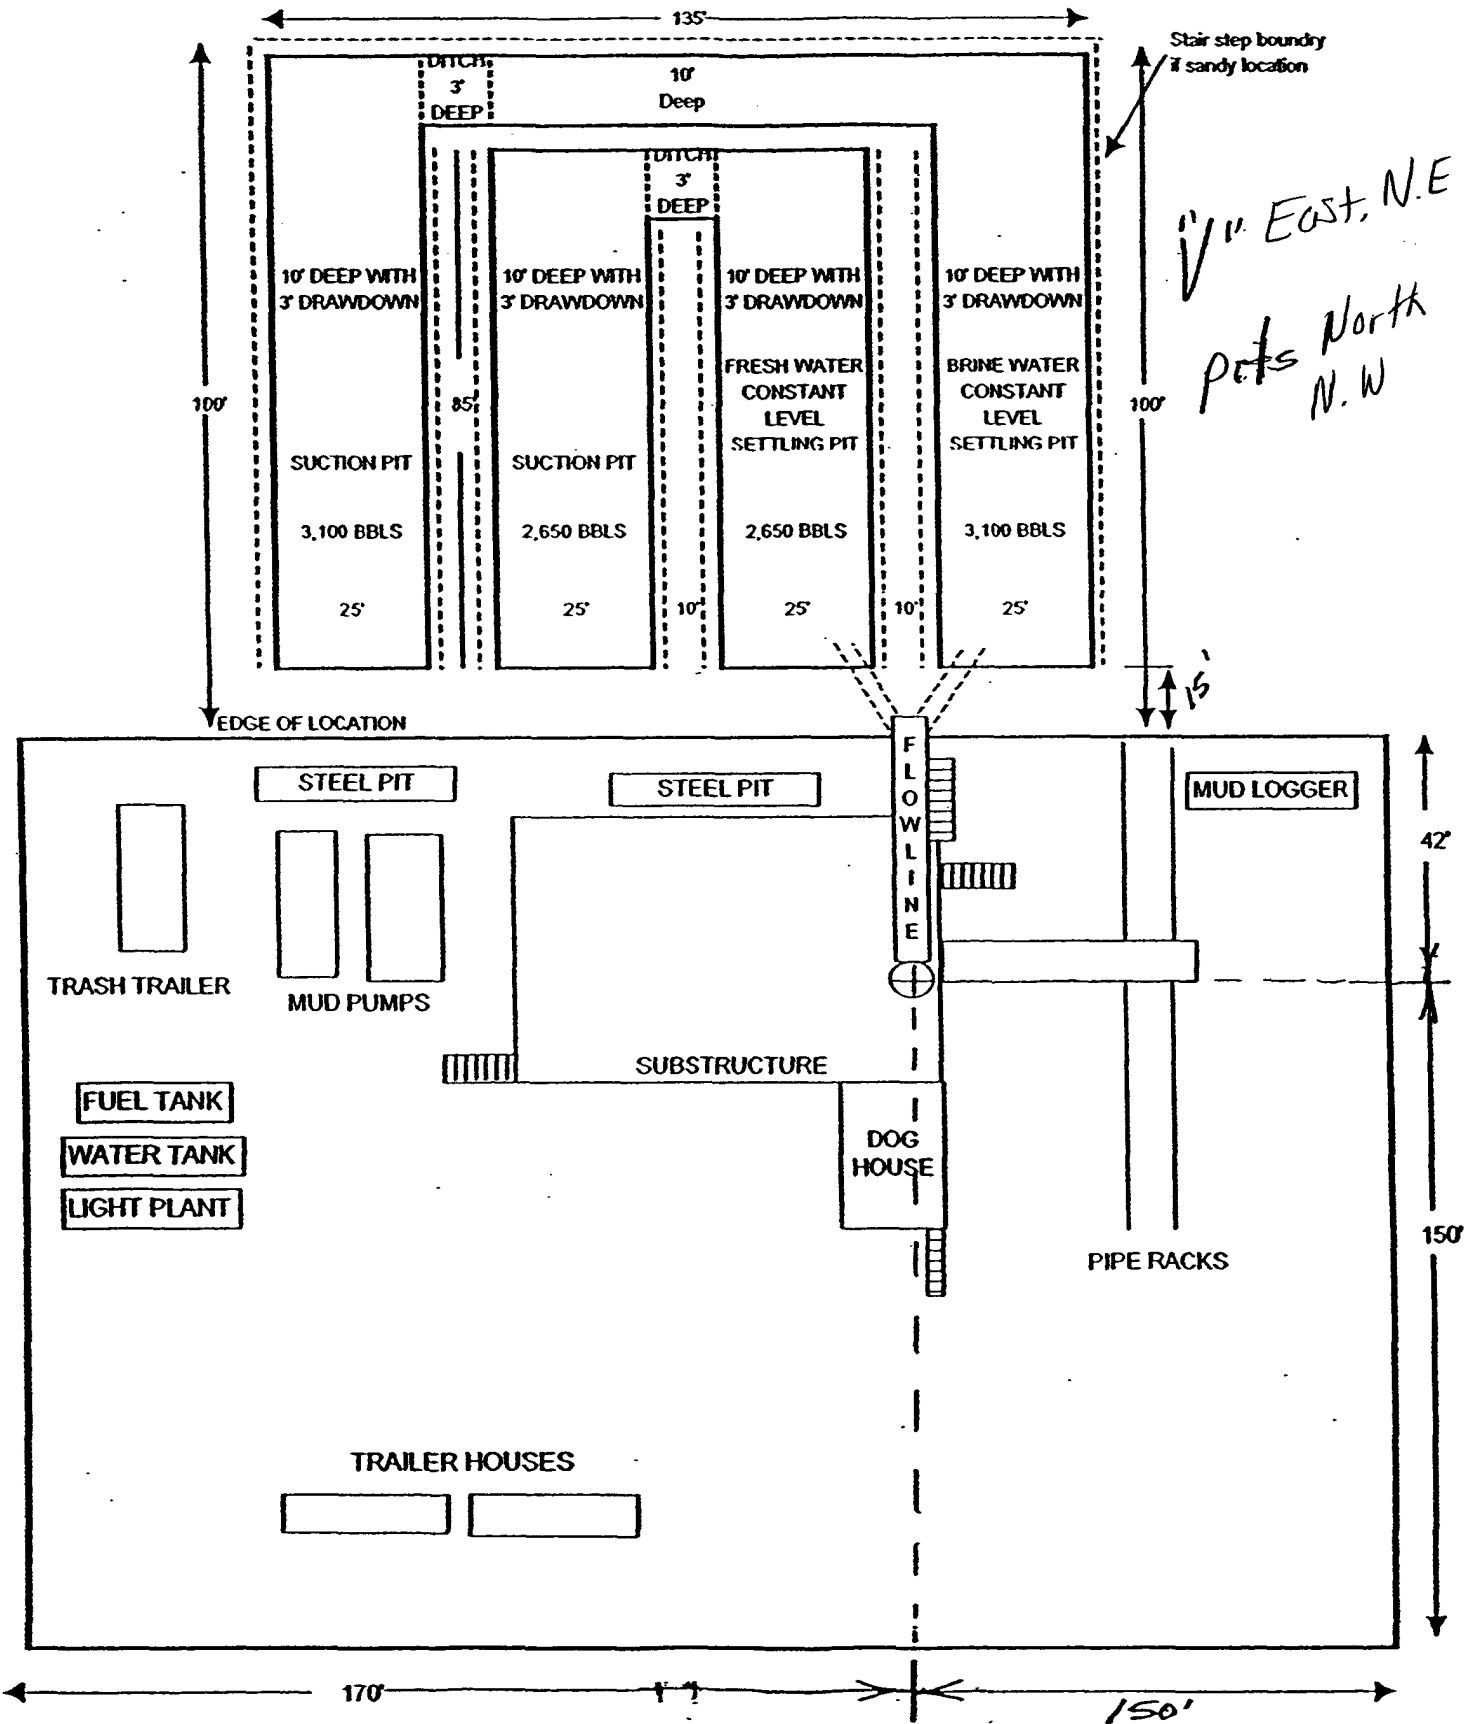 135'
Stair step boundry
if sandy location
DITCH
3'
DEEP
10'
Deep
DITCH
3'
DEEP
"V" East, N.E
Pits North
N.W
10' DEEP WITH
3' DRAWDOWN
10' DEEP WITH
3' DRAWDOWN
10' DEEP WITH
3' DRAWDOWN
10' DEEP WITH
3' DRAWDOWN
FRESH WATER
CONSTANT
LEVEL
SETTLING PIT
BRINE WATER
CONSTANT
LEVEL
SETTLING PIT
100'
85'
100'
SUCTION PIT
SUCTION PIT
3,100 BBLS
2,650 BBLS
2,650 BBLS
3,100 BBLS
25'
25'
10'
25'
10'
25'
15'
EDGE OF LOCATION
STEEL PIT
STEEL PIT
FLOWLINE
MUD LOGGER
42'
TRASH TRAILER
MUD PUMPS
SUBSTRUCTURE
FUEL TANK
WATER TANK
LIGHT PLANT
DOG
HOUSE
150'
PIPE RACKS
TRAILER HOUSES
170'
150'